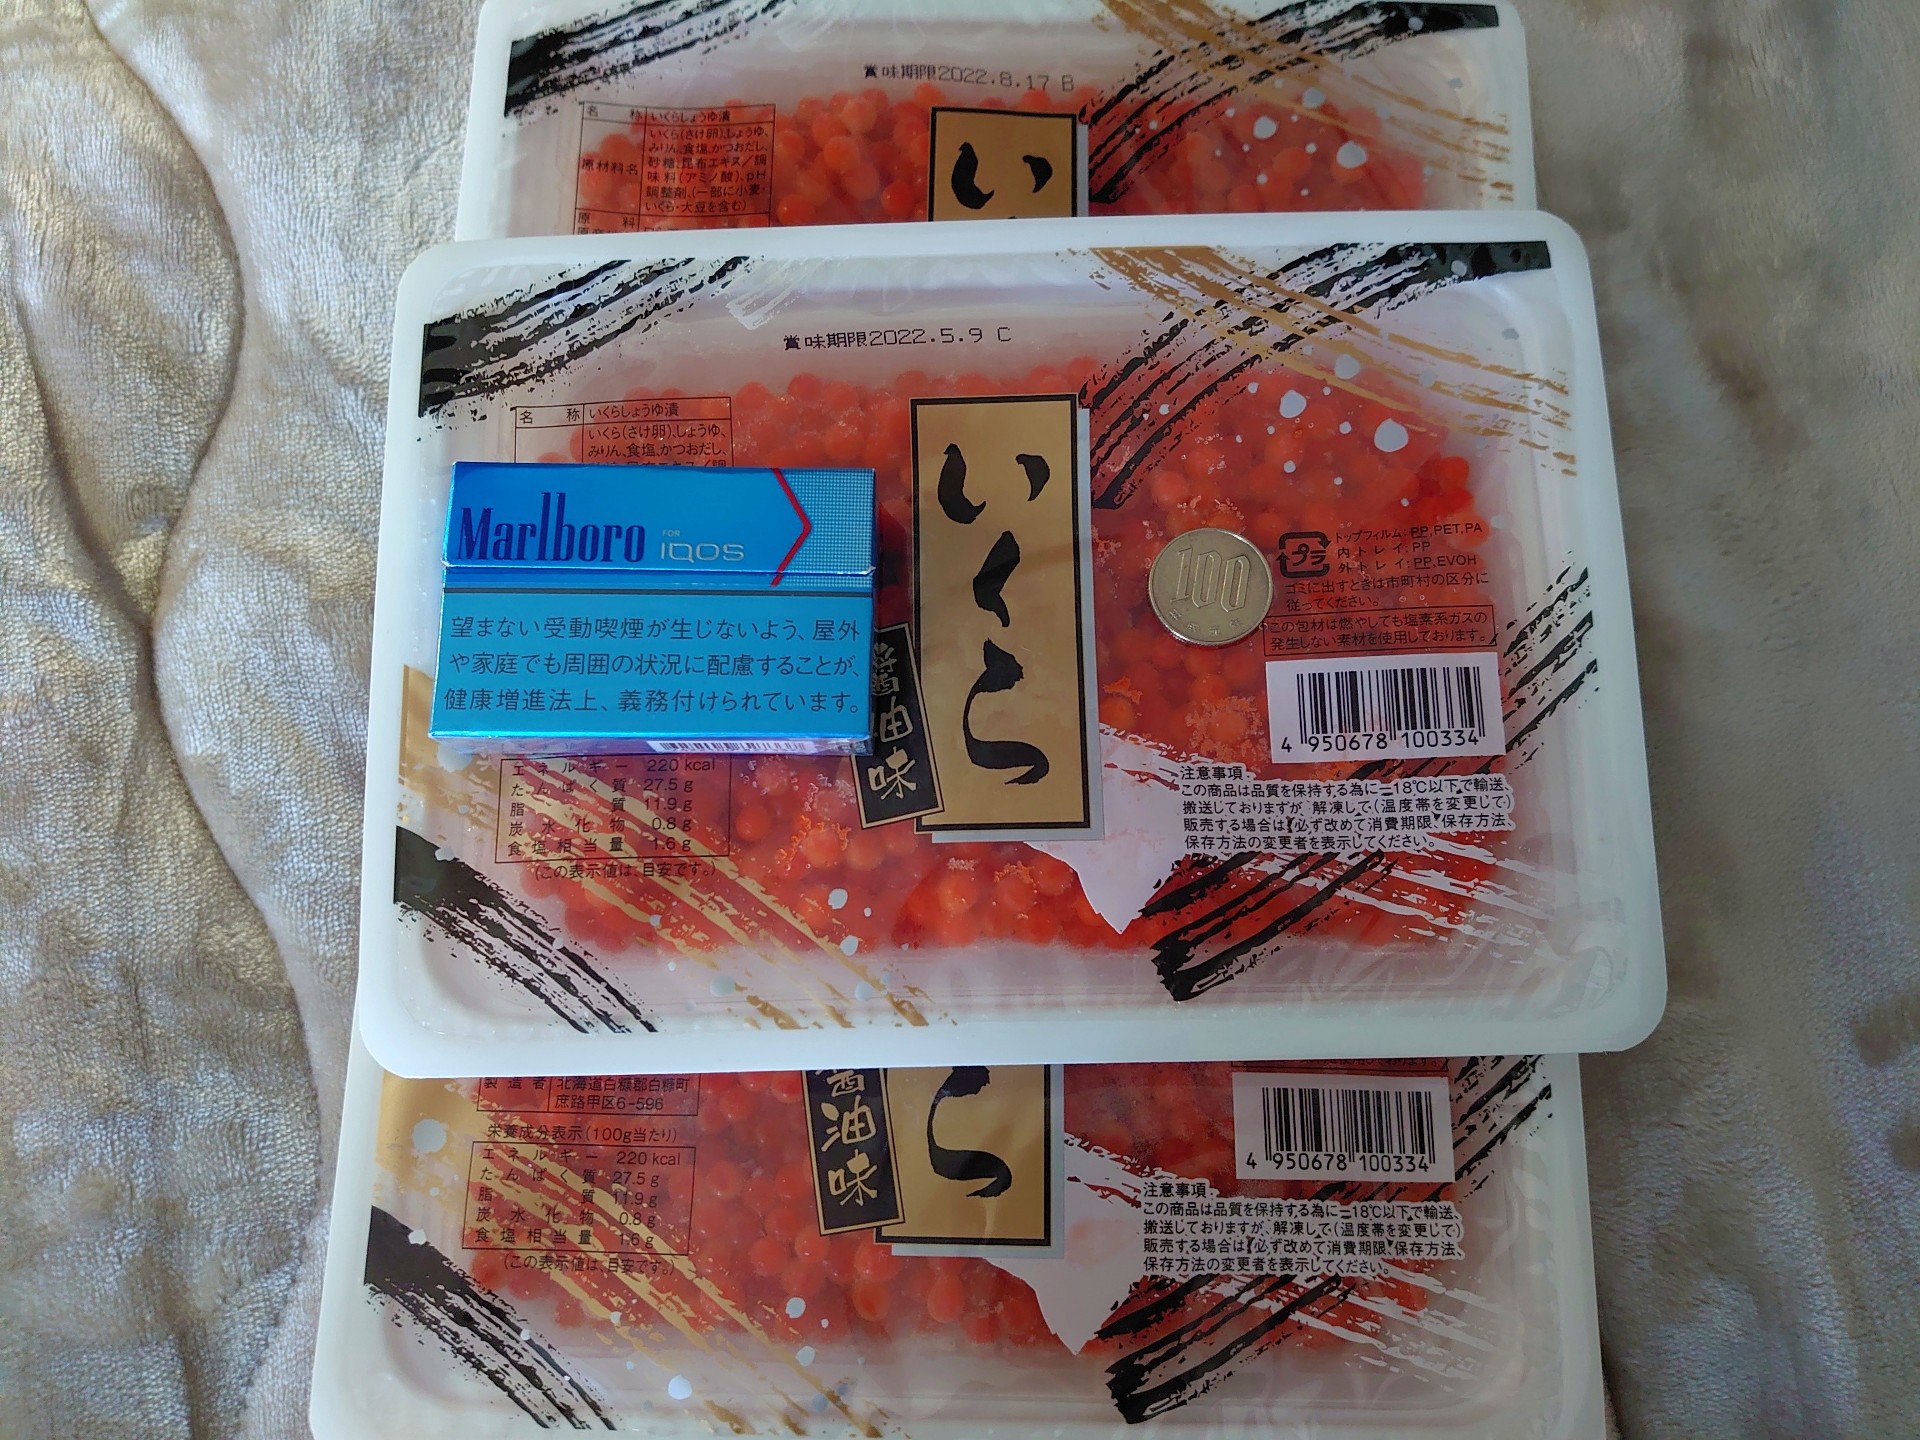 賞味期限2022.8.17 B
名 称 いくらしょうゆ漬
いくら(さけ卵)、しょうゆ、
みりん、食塩、かつおだし、
原材料名 砂糖、昆布エキス/調
味料(アミノ酸)、pH
調整剤、(一部に小麦・
いくら・大豆を含む)
原 料
い
賞味期限2022.5.9 C
名 称 いくらしょうゆ漬
いくら(さけ卵)、しょうゆ、
みりん、食塩、かつおだし、
いくら
醤油味
Marlboro FOR IQOS
望まない受動喫煙が生じないよう、屋外
や家庭でも周囲の状況に配慮することが、
健康増進法上、義務付けられています。
100
プラ
トップフィルム:PP,PET,PA
内トレイ:PP
外トレイ:PP,EVOH
ゴミに出すときは市町村の区分に
従ってください。
この包材は燃やしても塩素系ガスの
発生しない素材を使用しております。
4 950678 100334
エネルギー 220 kcal
たんぱく質 27.5 g
脂質 11.9 g
炭水化物 0.8 g
食塩相当量 1.6 g
(この表示値は、目安です。)
注意事項
この商品は品質を保持する為に−18℃以下で輸送、
搬送しておりますが、解凍して(温度帯を変更して)
販売する場合は、必ず改めて消費期限、保存方法、
保存方法の変更者を表示してください。
製造者 北海道白糠郡白糠町
庶路甲区6-596
栄養成分表示(100g当たり)
エネルギー 220 kcal
たんぱく質 27.5 g
脂質 11.9 g
炭水化物 0.8 g
食塩相当量 1.6 g
(この表示値は、目安です。)
醤油味
ら
4 950678 100334
注意事項
この商品は品質を保持する為に−18℃以下で輸送、
搬送しておりますが、解凍して(温度帯を変更して)
販売する場合は、必ず改めて消費期限、保存方法、
保存方法の変更者を表示してください。